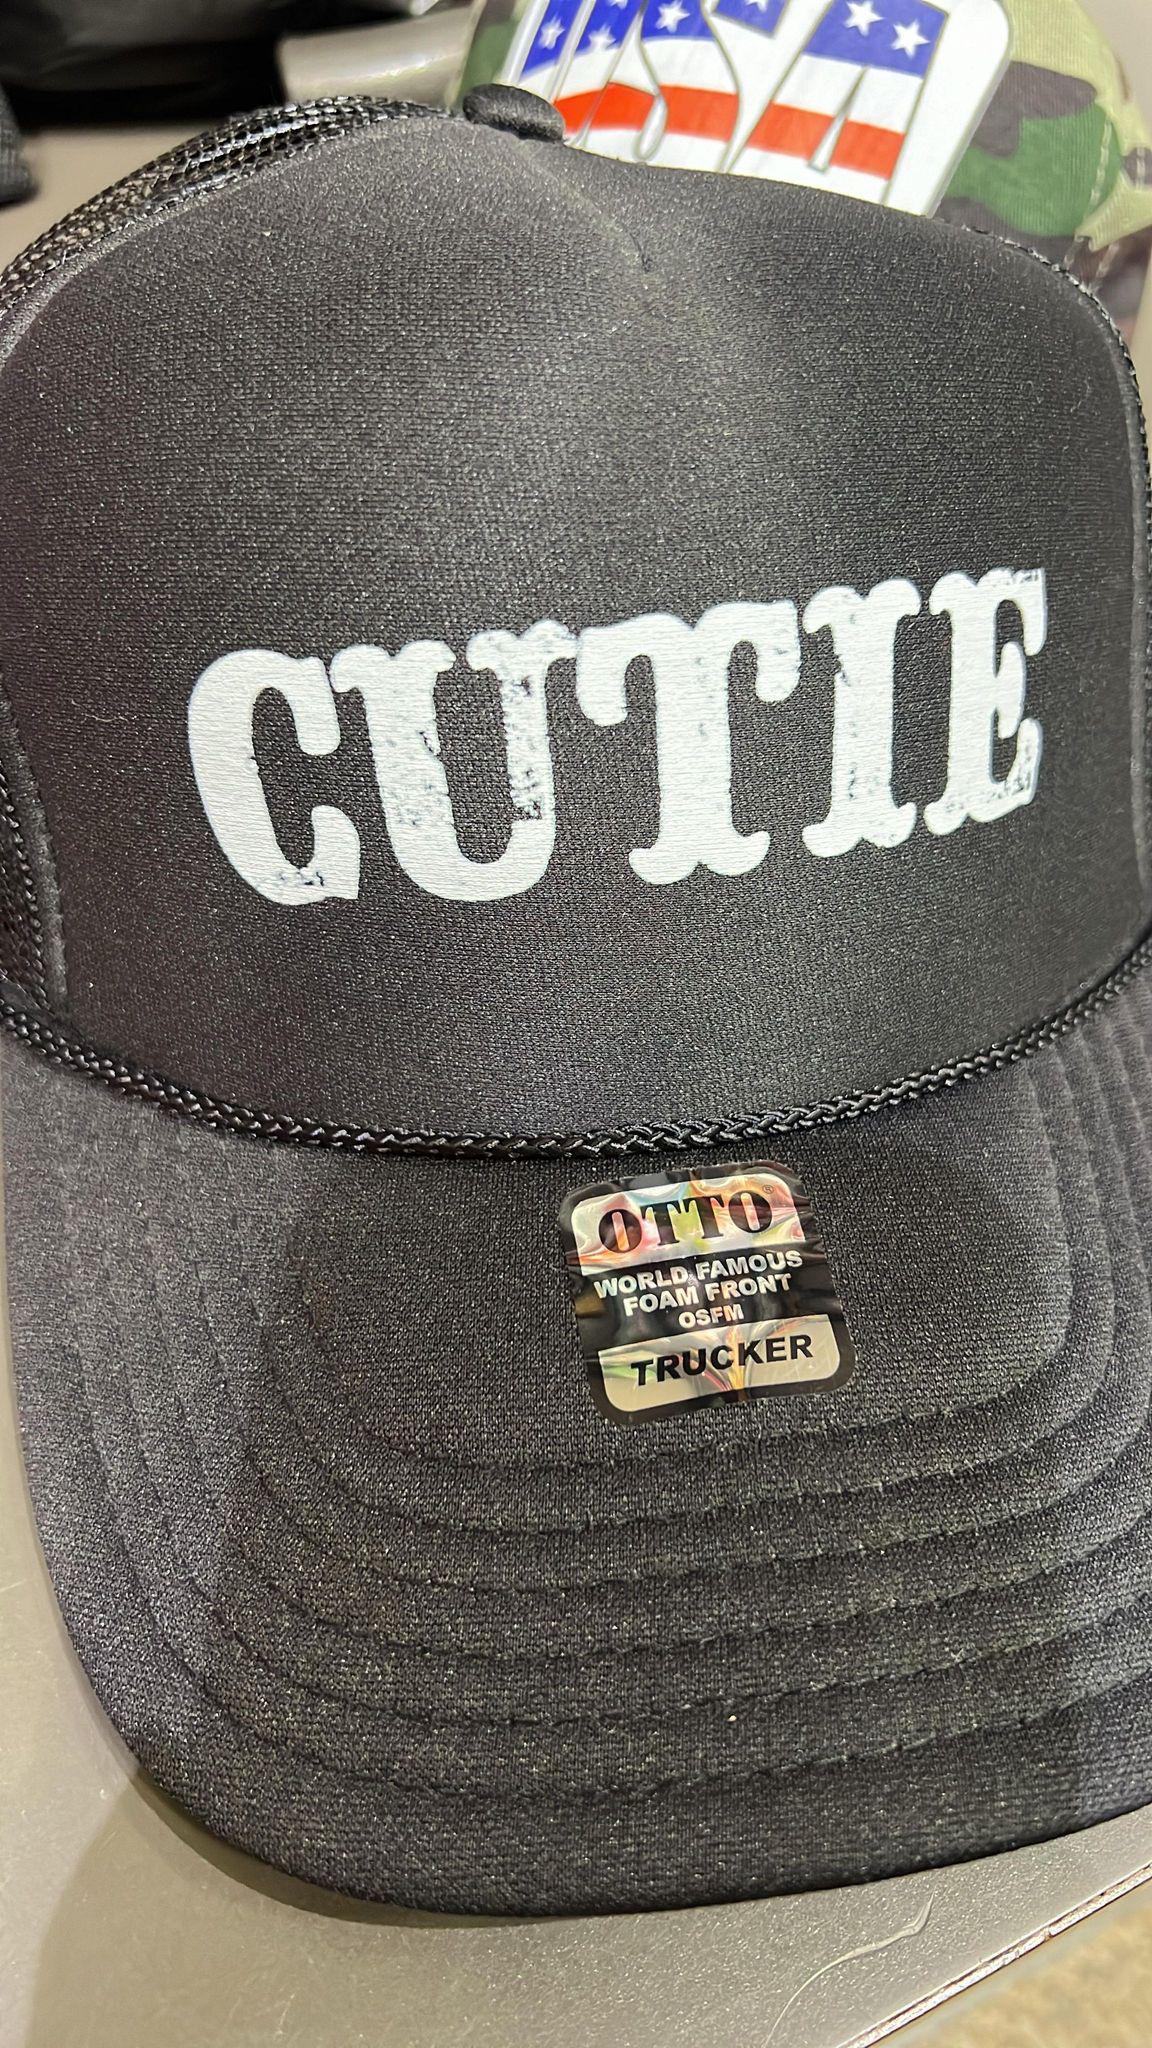 USA
CUTIE
OTTO®
WORLD FAMOUS
FOAM FRONT
OSFM
TRUCKER